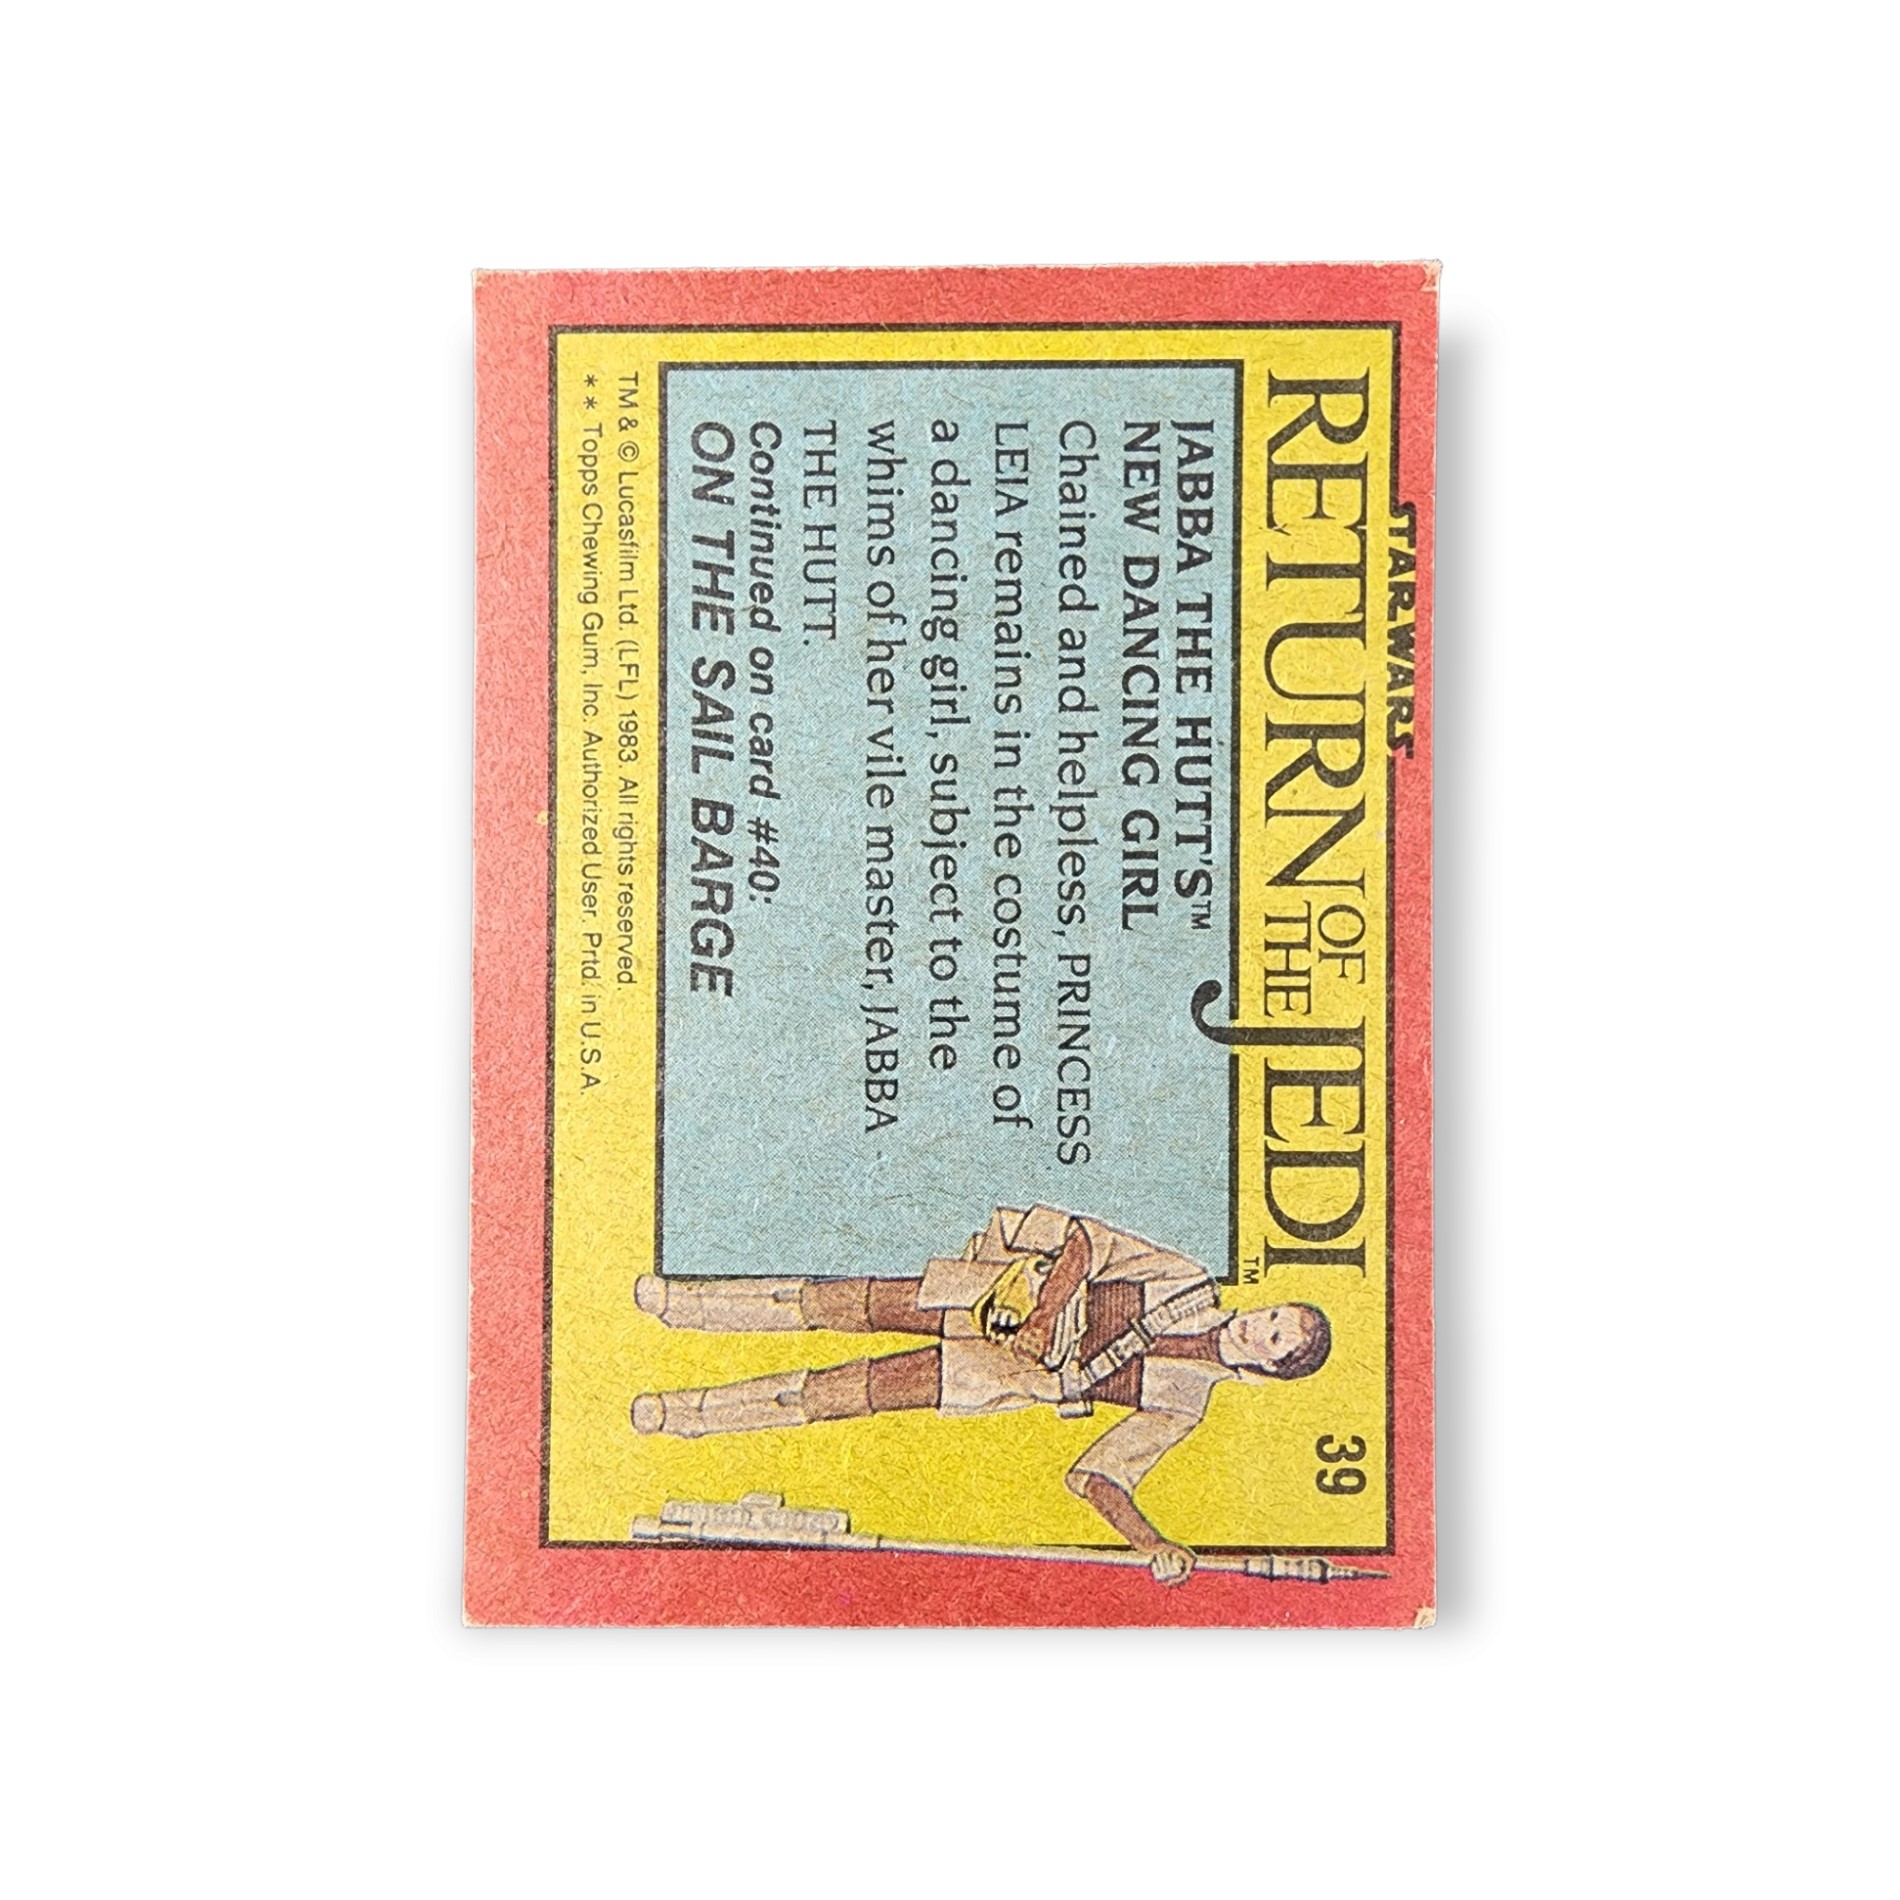 STAR WARS
RETURN OF THE JEDI™
39
JABBA THE HUTT'S™
NEW DANCING GIRL
Chained and helpless, PRINCESS
LEIA remains in the costume of
a dancing girl, subject to the
whims of her vile master, JABBA
THE HUTT.
Continued on card #40:
ON THE SAIL BARGE
TM & © Lucasfilm Ltd. (LFL) 1983. All rights reserved.
** Topps Chewing Gum, Inc. Authorized User. Prtd. in U.S.A.